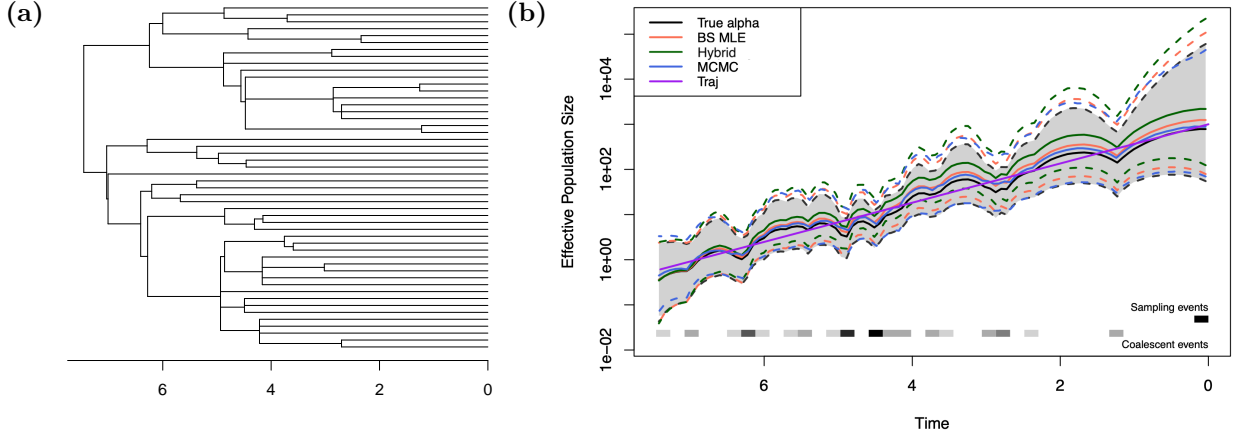 (a)
6 4 2 0
(b)
True alpha
BS MLE
Hybrid
MCMC
Traj
Effective Population Size
1e+04
1e+02
1e+00
1e−02
Sampling events
Coalescent events
6 4 2 0
Time